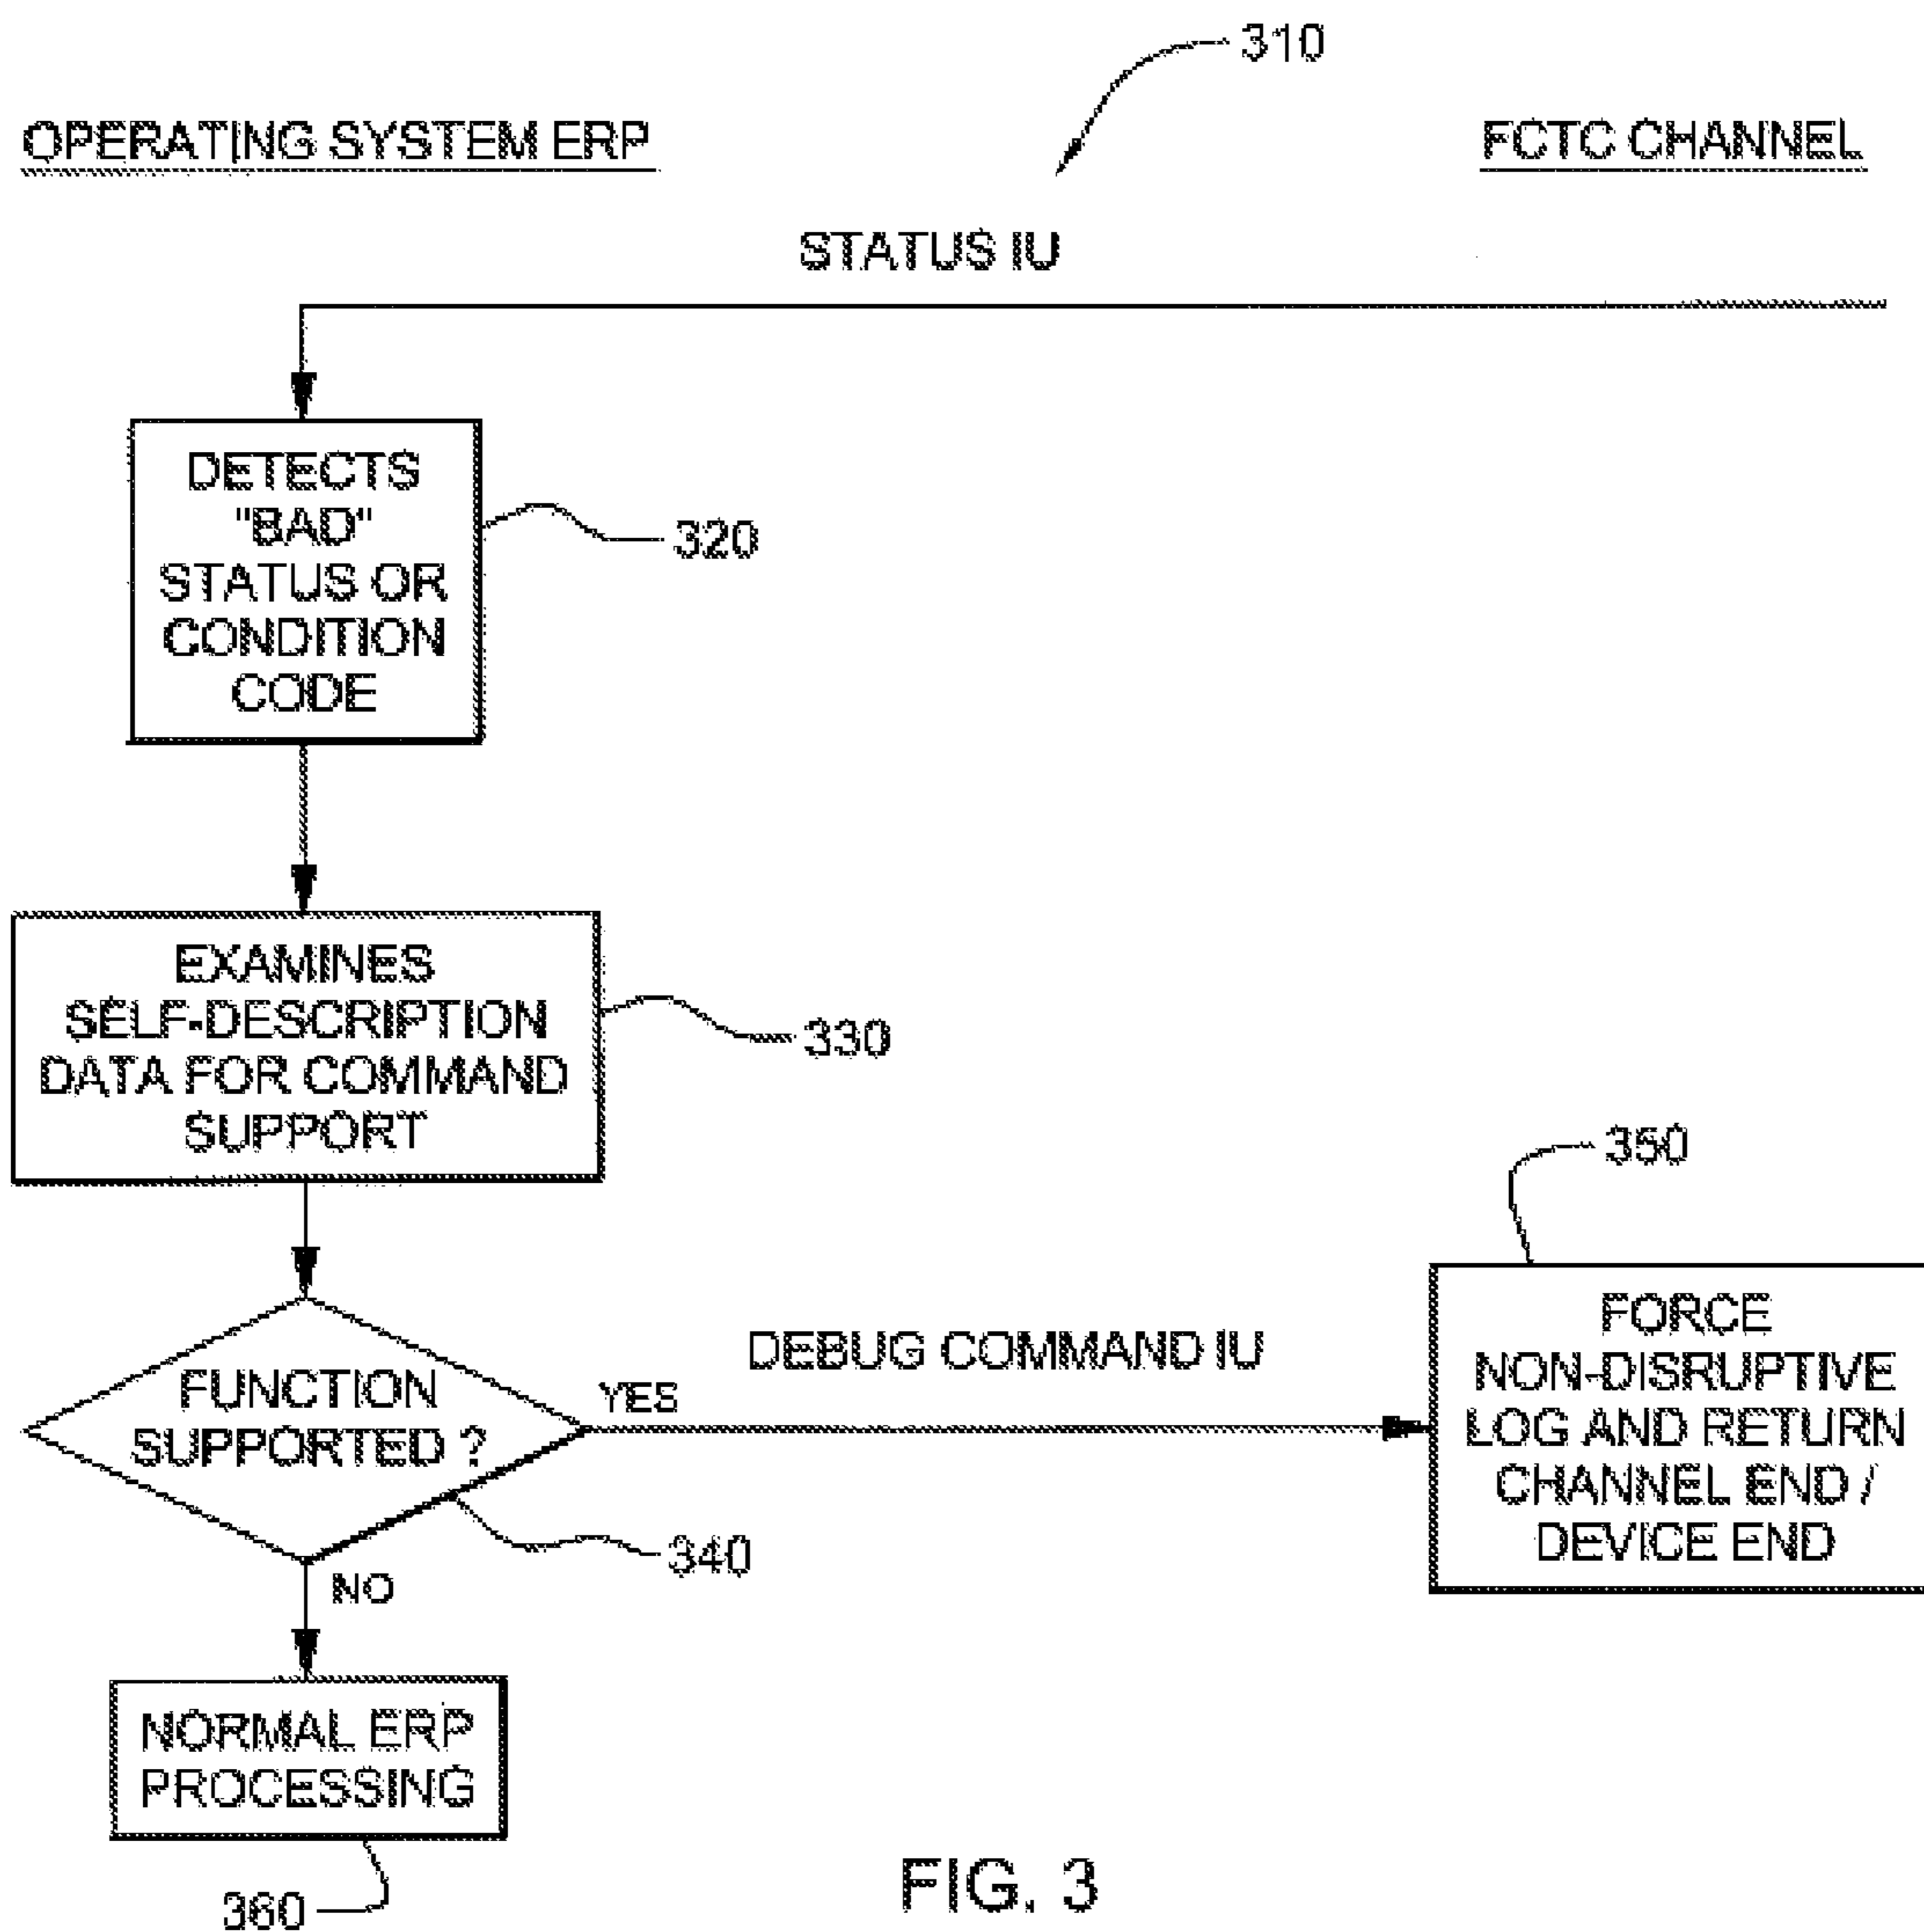 310
OPERATING SYSTEM ERP
FCTC CHANNEL
STATUS IU
DETECTS
"BAD"
STATUS OR
CONDITION
CODE
320
EXAMINES
SELF-DESCRIPTION
DATA FOR COMMAND
SUPPORT
330
350
FUNCTION
SUPPORTED ?
YES
DEBUG COMMAND IU
FORCE
NON-DISRUPTIVE
LOG AND RETURN
CHANNEL END /
DEVICE END
340
NO
NORMAL ERP
PROCESSING
360
FIG. 3